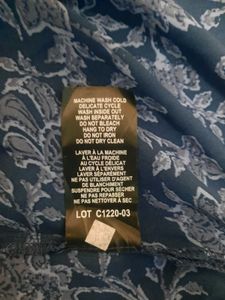 MACHINE WASH COLD
DELICATE CYCLE
WASH INSIDE OUT
WASH SEPARATELY
DO NOT BLEACH
HANG TO DRY
DO NOT IRON
DO NOT DRY CLEAN
LAVER À LA MACHINE
À L'EAU FROIDE
AU CYCLE DÉLICAT
LAVER À L'ENVERS
LAVER SÉPARÉMENT
NE PAS UTILISER D'AGENT
DE BLANCHIMENT
SUSPENDRE POUR SÉCHER
NE PAS REPASSER
NE PAS NETTOYER À SEC
LOT C1220-03